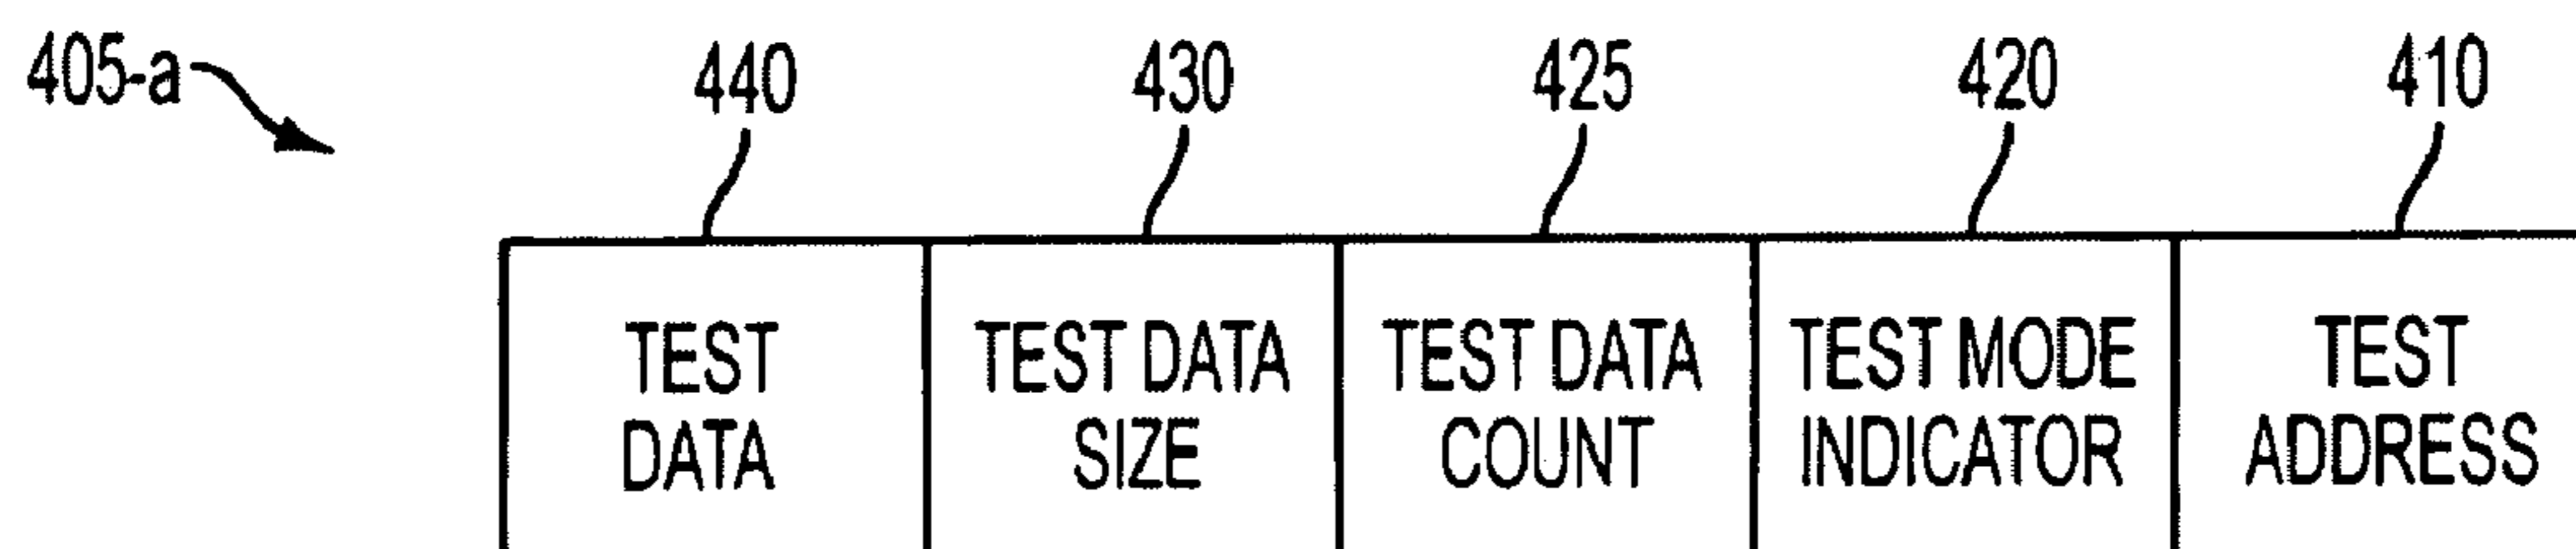 405-a 440 430 425 420 410
TEST TEST DATA TEST DATA TEST MODE TEST
DATA SIZE COUNT INDICATOR ADDRESS